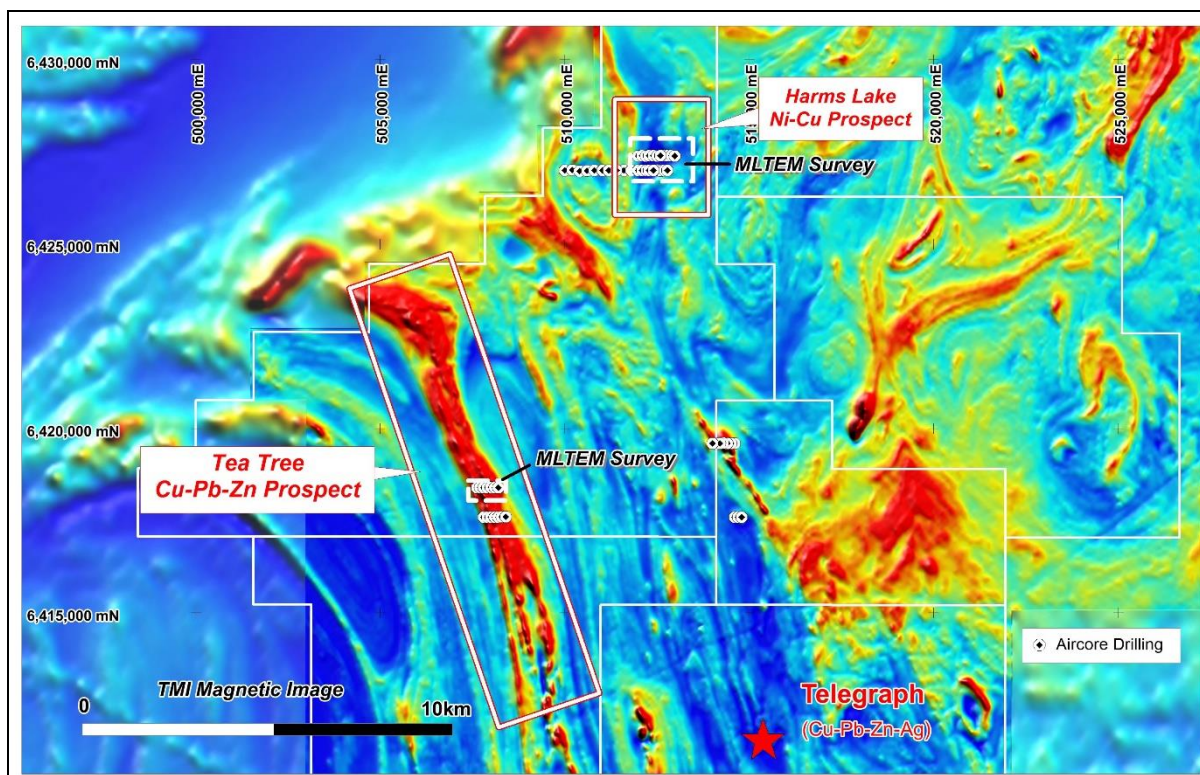 6,430,000 mN
500,000 mE
505,000 mE
510,000 mE
520,000 mE
525,000 mE
Harms Lake
Ni-Cu Prospect
MLTEM Survey
6,425,000 mN
6,420,000 mN
Tea Tree
Cu-Pb-Zn Prospect
MLTEM Survey
6,415,000 mN
Aircore Drilling
TMI Magnetic Image
0
10km
Telegraph
(Cu-Pb-Zn-Ag)